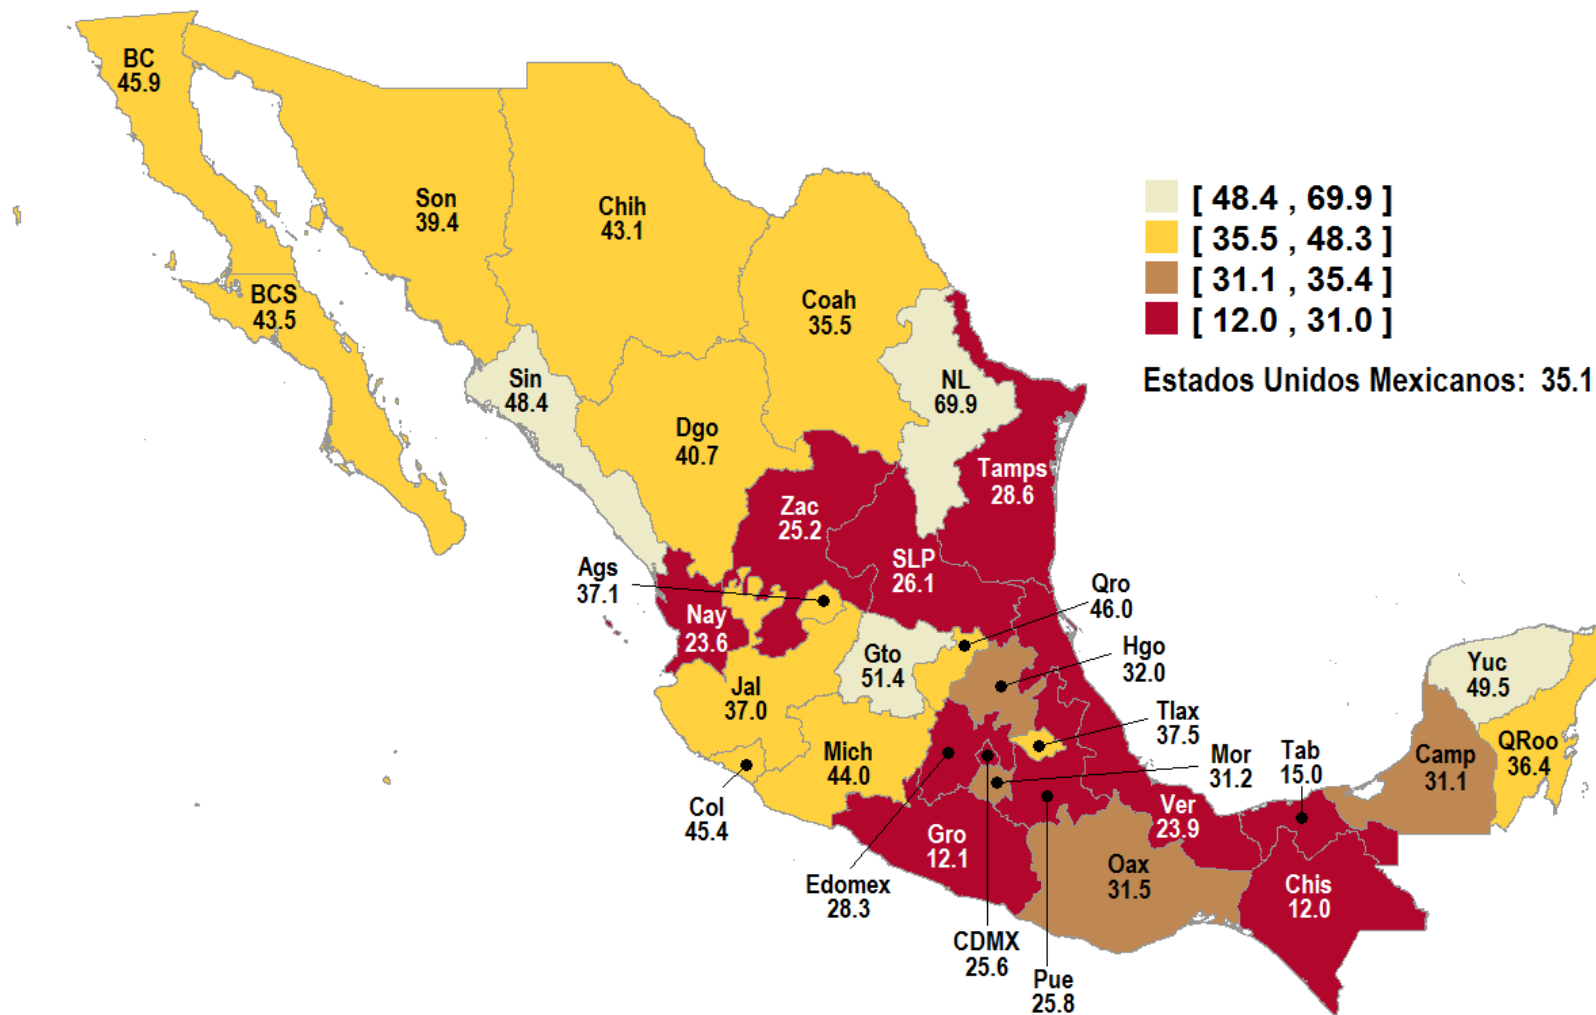 BC
45.9
Son
39.4
Chih
43.1
[ 48.4 , 69.9 ]
[ 35.5 , 48.3 ]
[ 31.1 , 35.4 ]
[ 12.0 , 31.0 ]
Estados Unidos Mexicanos: 35.1
BCS
43.5
Coah
35.5
Sin
48.4
NL
69.9
Dgo
40.7
Tamps
28.6
Zac
25.2
SLP
26.1
Ags
37.1
Qro
46.0
Nay
23.6
Gto
51.4
Hgo
32.0
Yuc
49.5
Jal
37.0
Tlax
37.5
Mich
44.0
Mor
31.2
Tab
15.0
Camp
31.1
QRoo
36.4
Col
45.4
Ver
23.9
Gro
12.1
Oax
31.5
Edomex
28.3
Chis
12.0
CDMX
25.6
Pue
25.8